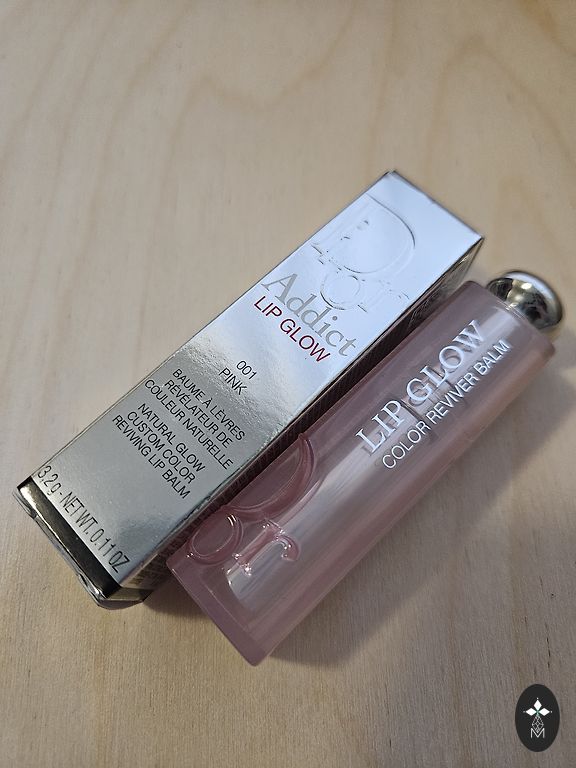 Dior
Addict
LIP GLOW
001
PINK
BAUME À LÈVRES
RÉVÉLATEUR DE
COULEUR NATURELLE
NATURAL GLOW
CUSTOM COLOR
REVIVING LIP BALM
3.2 g - NET WT. 0.11 OZ
LIP GLOW
COLOR REVIVER BALM
Dior
M